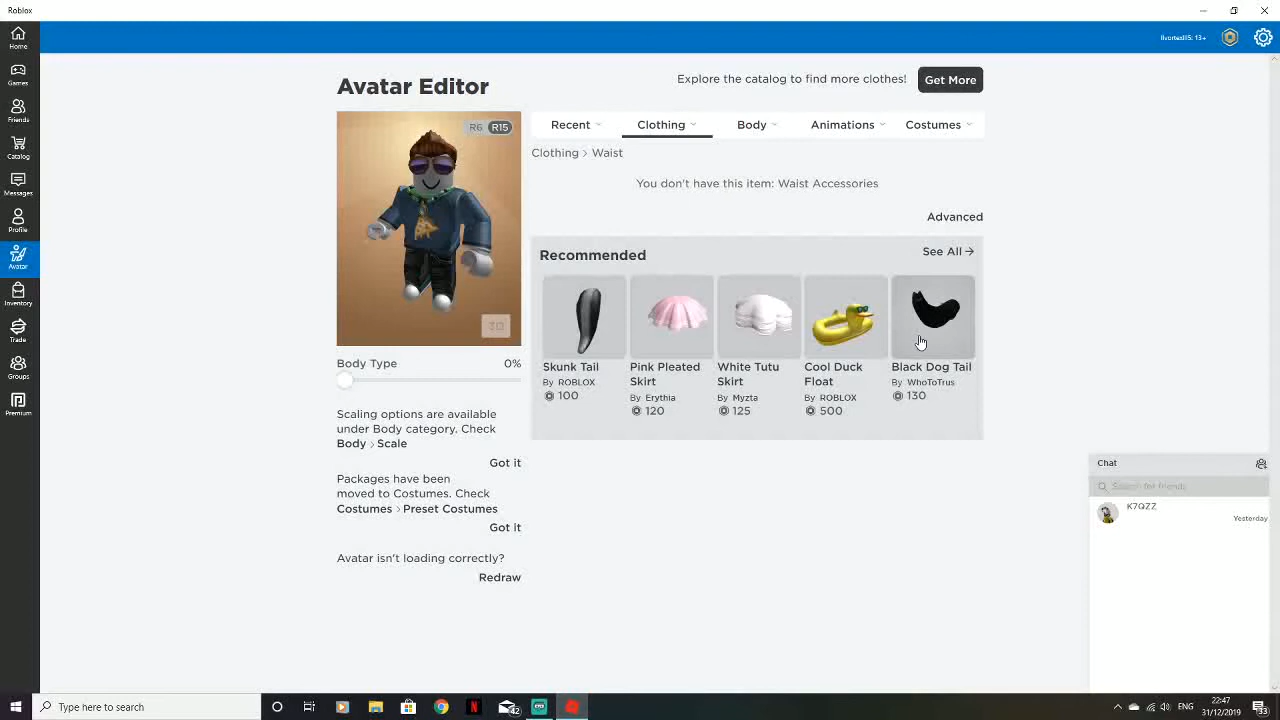 Roblox
Home
Games
Friends
Catalog
Messages
Profile
Avatar
Inventory
Trade
Groups
Premium
Avatar Editor
Explore the catalog to find more clothes!
Get More
R6
R15
3D
Recent
Clothing
Body
Animations
Costumes
Clothing > Waist
You don't have this item: Waist Accessories
Advanced
Recommended
See All
Skunk Tail
By ROBLOX
100
Pink Pleated
Skirt
By Erythia
120
White Tutu
Skirt
By Myzta
125
Cool Duck
Float
By ROBLOX
500
Black Dog Tail
By WhoToTrus
130
Body Type 0%
Scaling options are available
under Body category. Check
Body > Scale
Got it
Packages have been
moved to Costumes. Check
Costumes > Preset Costumes
Got it
Avatar isn't loading correctly?
Redraw
Chat
Search for friends
K7QZZ
Yesterday
Type here to search
42
ENG
22:47
31/12/2019